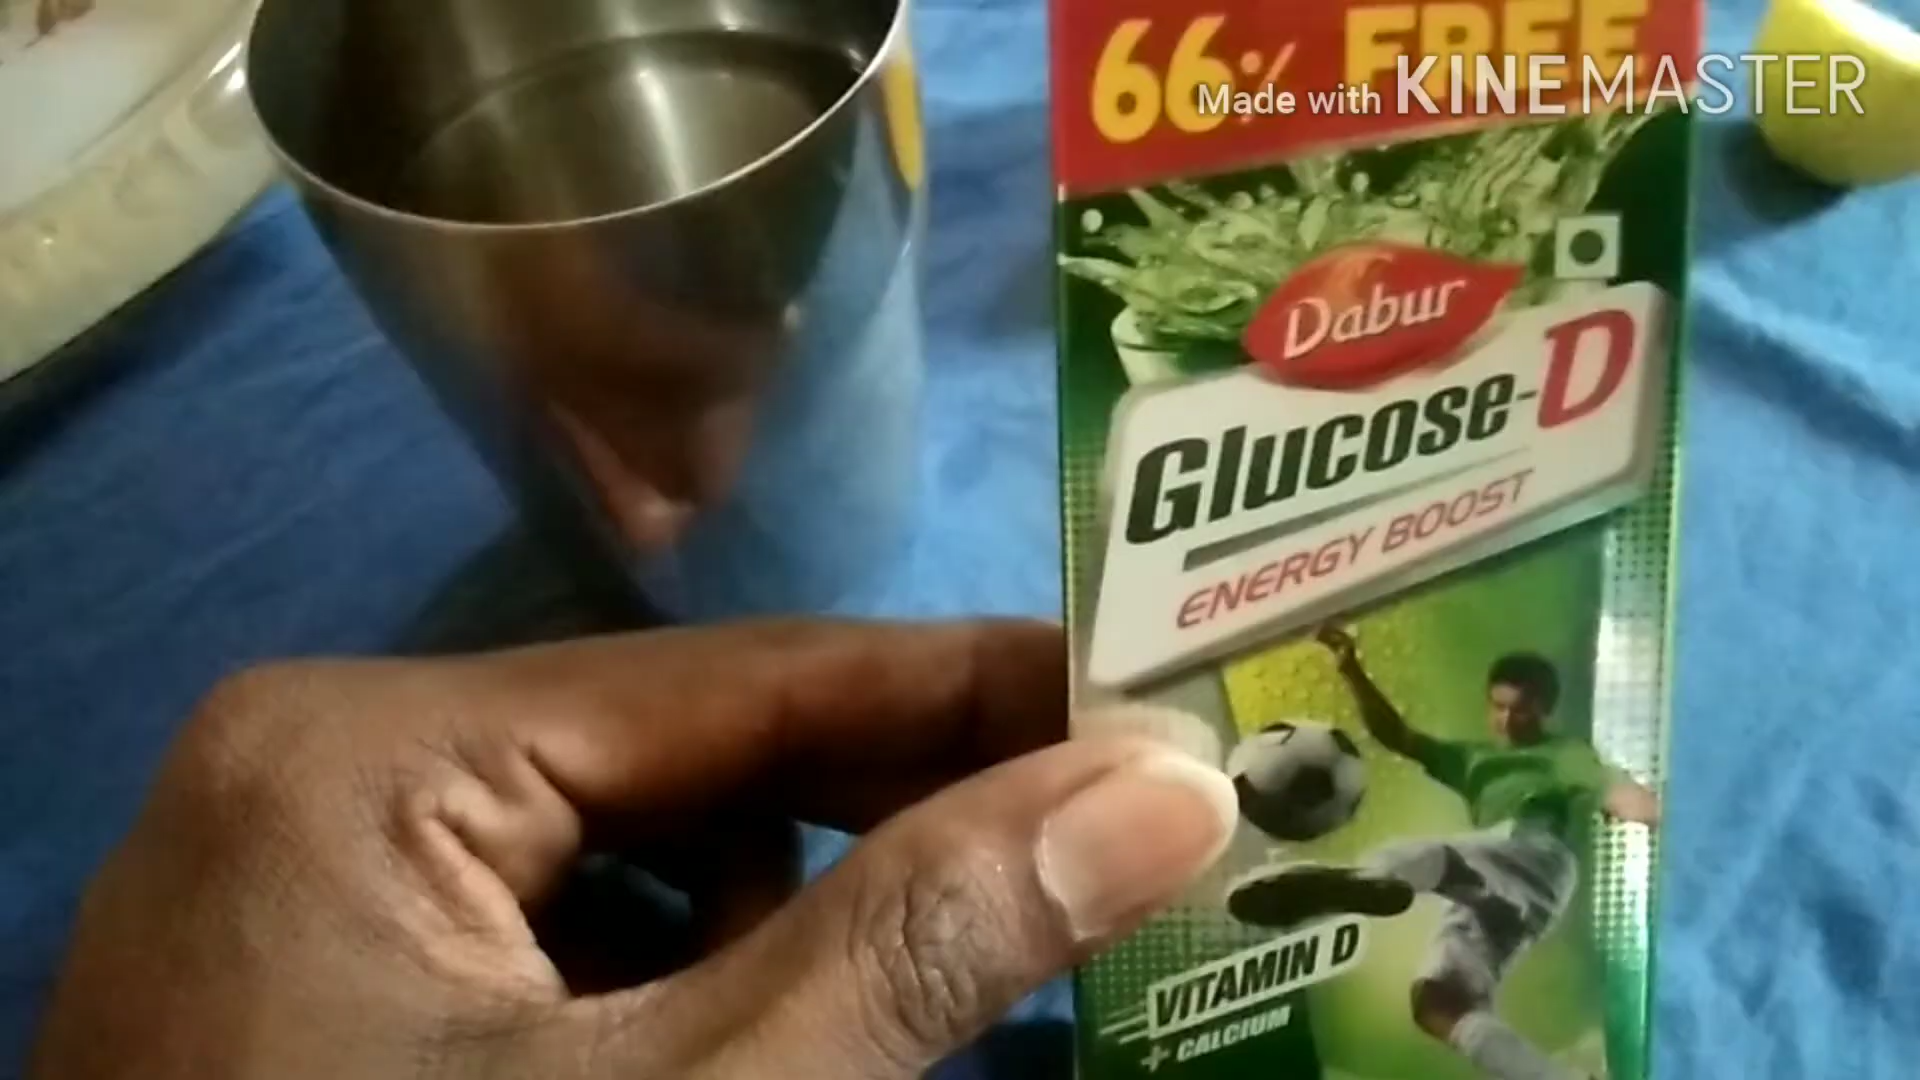 66% FREE
Made with KINEMASTER
Dabur
Glucose-D
ENERGY BOOST
VITAMIN D
+ CALCIUM